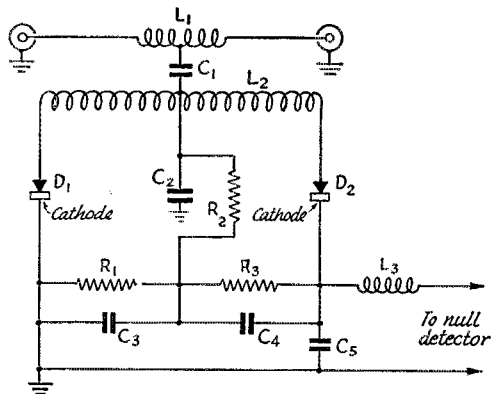 L1
C1
L2
D1
Cathode
C2
R2
D2
Cathode
R1
R3
L3
C3
C4
C5
To null
detector